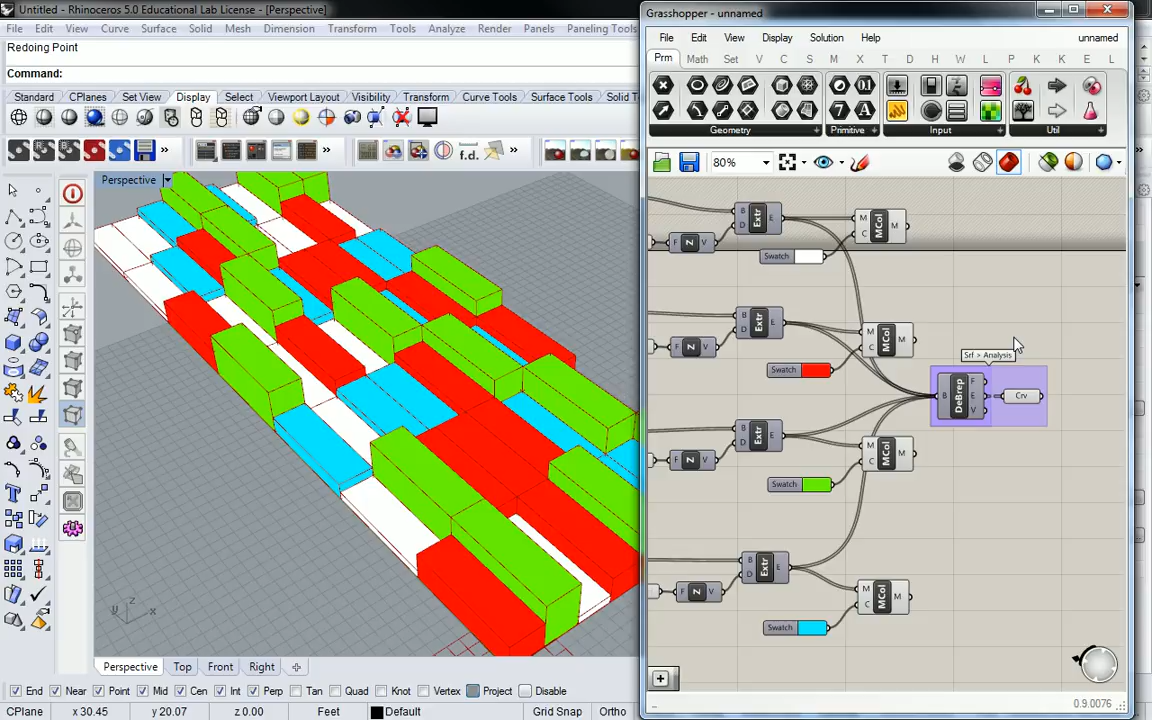 Untitled - Rhinoceros 5.0 Educational Lab License - [Perspective]
File Edit View Curve Surface Solid Mesh Dimension Transform Tools Analyze Render Panels Paneling Tools
Redoing Point
Command:
Standard CPlanes Set View Display Select Viewport Layout Visibility Transform Curve Tools Surface Tools Solid To
f.d.
Perspective
z
y
x
Perspective Top Front Right
End Near Point Mid Cen Int Perp Tan Quad Knot Vertex Project Disable
CPlane x 30.45 y 20.07 z 0.00 Feet Default Grid Snap Ortho
Grasshopper - unnamed
File Edit View Display Solution Help unnamed
Prm Math Set V C S M X T D A H W L P M K E L
Geometry Primitive Input Util
80%
Extr B D E MCol M C M
F Z V
Swatch
Extr B D E MCol M C M
F Z V
Swatch
Srf > Analysis
B DeBrep F E V Crv
Extr B D E MCol M C M
F Z V
Swatch
Extr B D E MCol M C M
F Z V
Swatch
0.9.0076